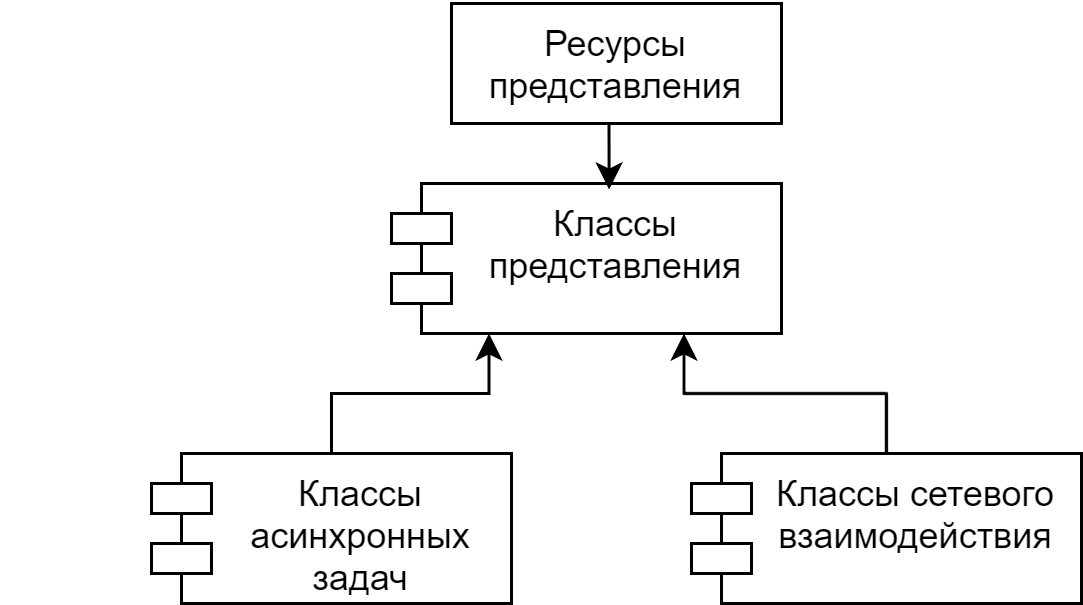 Ресурсы
представления
Классы
представления
Классы
асинхронных
задач
Классы сетевого
взаимодействия